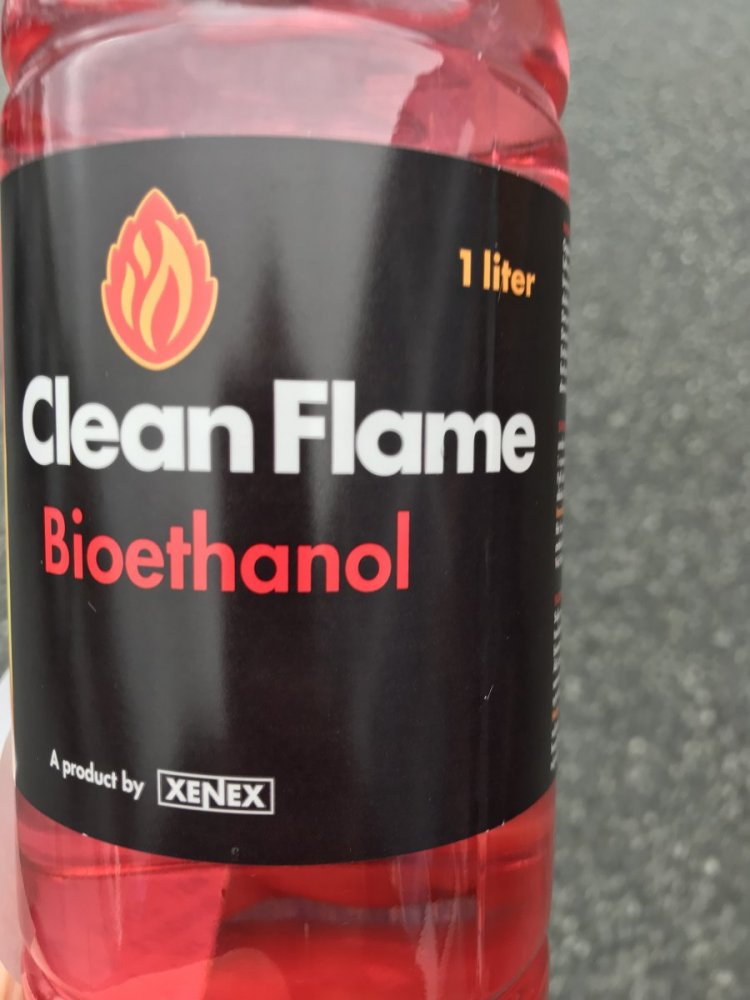 1 liter
Clean Flame
Bioethanol
A product by XENEX